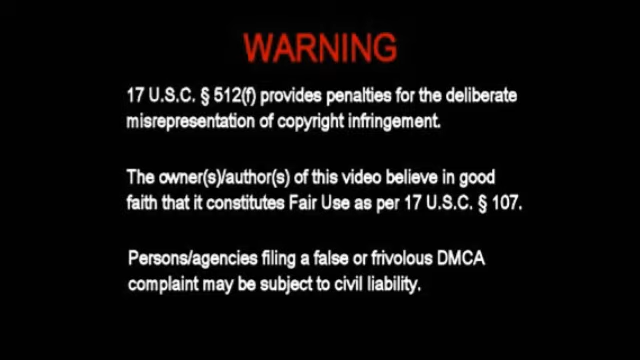 WARNING
17 U.S.C. § 512(f) provides penalties for the deliberate
misrepresentation of copyright infringement.
The owner(s)/author(s) of this video believe in good
faith that it constitutes Fair Use as per 17 U.S.C. § 107.
Persons/agencies filing a false or frivolous DMCA
complaint may be subject to civil liability.